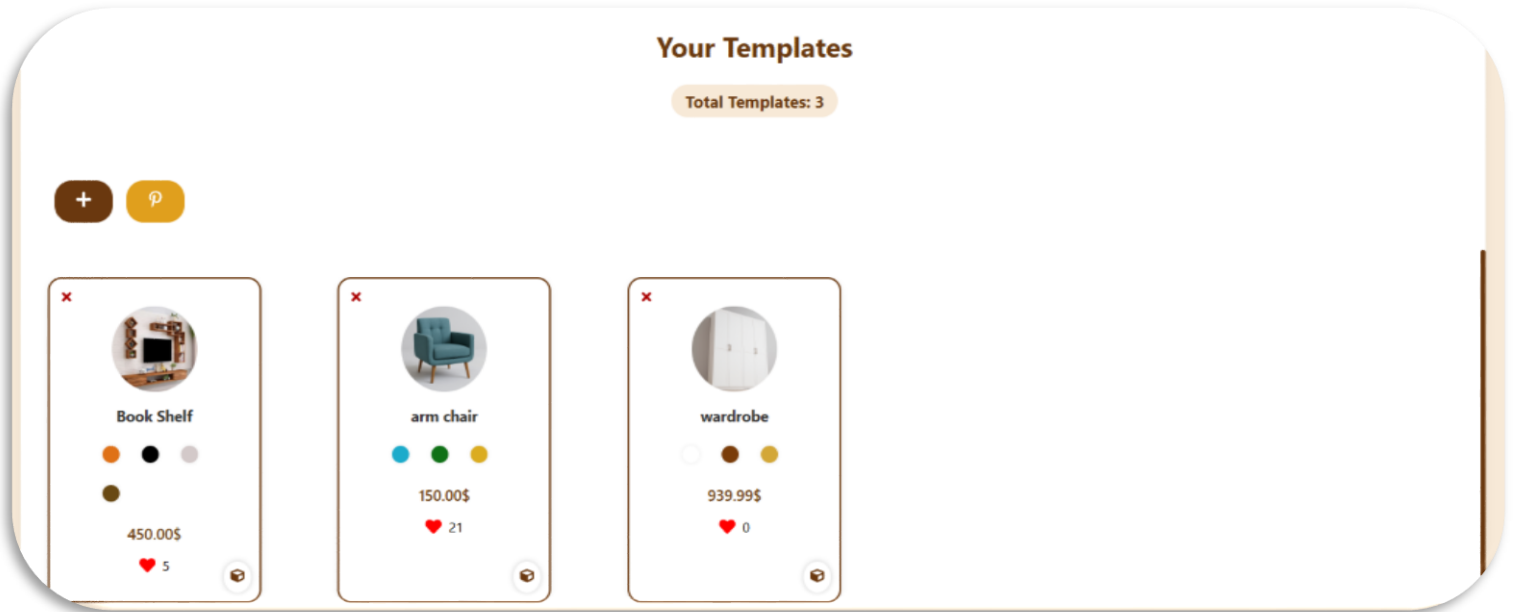 Your Templates
Total Templates: 3
Book Shelf
450.00$
5
arm chair
150.00$
21
wardrobe
939.99$
0